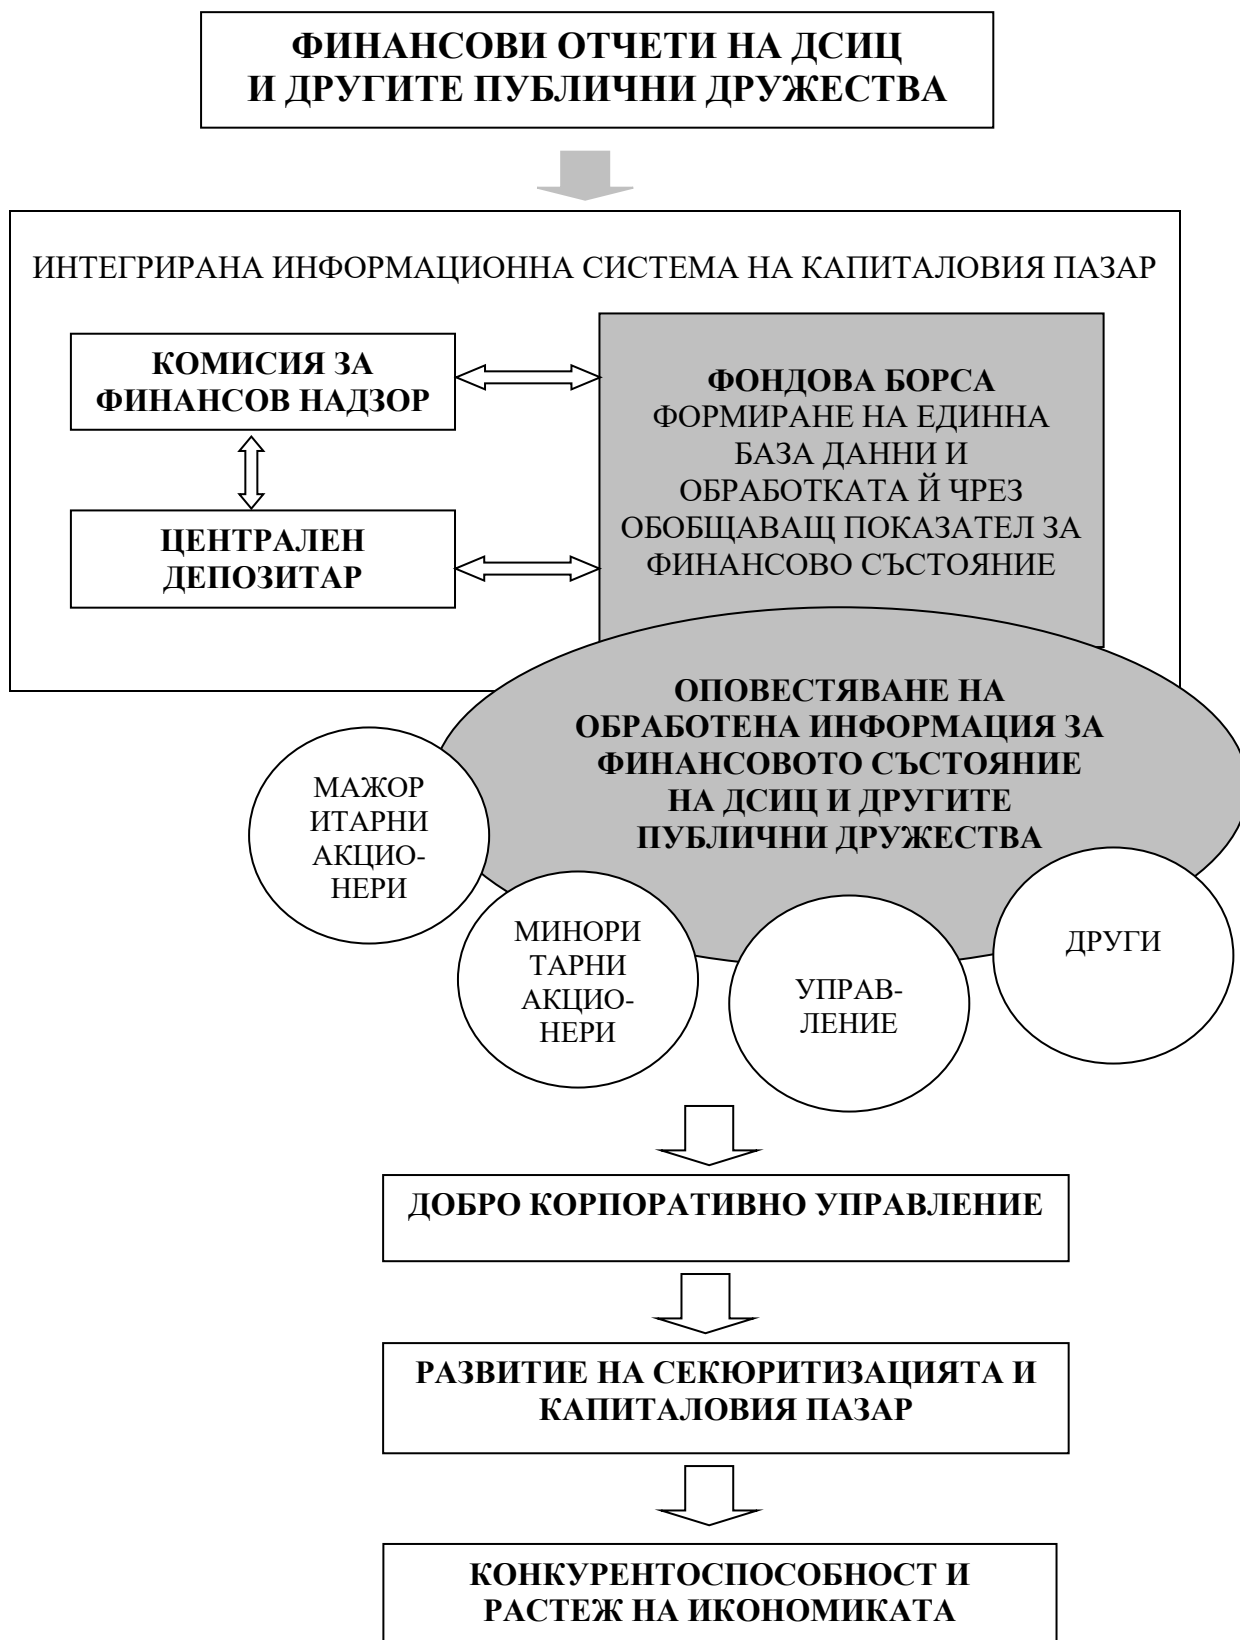 ФИНАНСОВИ ОТЧЕТИ НА ДСИЦ
И ДРУГИТЕ ПУБЛИЧНИ ДРУЖЕСТВА
ИНТЕГРИРАНА ИНФОРМАЦИОННА СИСТЕМА НА КАПИТАЛОВИЯ ПАЗАР
КОМИСИЯ ЗА
ФИНАНСОВ НАДЗОР
ЦЕНТРАЛЕН
ДЕПОЗИТАР
ФОНДОВА БОРСА
ФОРМИРАНЕ НА ЕДИННА
БАЗА ДАННИ И
ОБРАБОТКАТА Й ЧРЕЗ
ОБОБЩАВАЩ ПОКАЗАТЕЛ ЗА
ФИНАНСОВО СЪСТОЯНИЕ
ОПОВЕСТЯВАНЕ НА
ОБРАБОТЕНА ИНФОРМАЦИЯ ЗА
ФИНАНСОВОТО СЪСТОЯНИЕ
НА ДСИЦ И ДРУГИТЕ
ПУБЛИЧНИ ДРУЖЕСТВА
МАЖОР
ИТАРНИ
АКЦИО-
НЕРИ
МИНОРИ
ТАРНИ
АКЦИО-
НЕРИ
УПРАВ-
ЛЕНИЕ
ДРУГИ
ДОБРО КОРПОРАТИВНО УПРАВЛЕНИЕ
РАЗВИТИЕ НА СЕКЮРИТИЗАЦИЯТА И
КАПИТАЛОВИЯ ПАЗАР
КОНКУРЕНТОСПОСОБНОСТ И
РАСТЕЖ НА ИКОНОМИКАТА